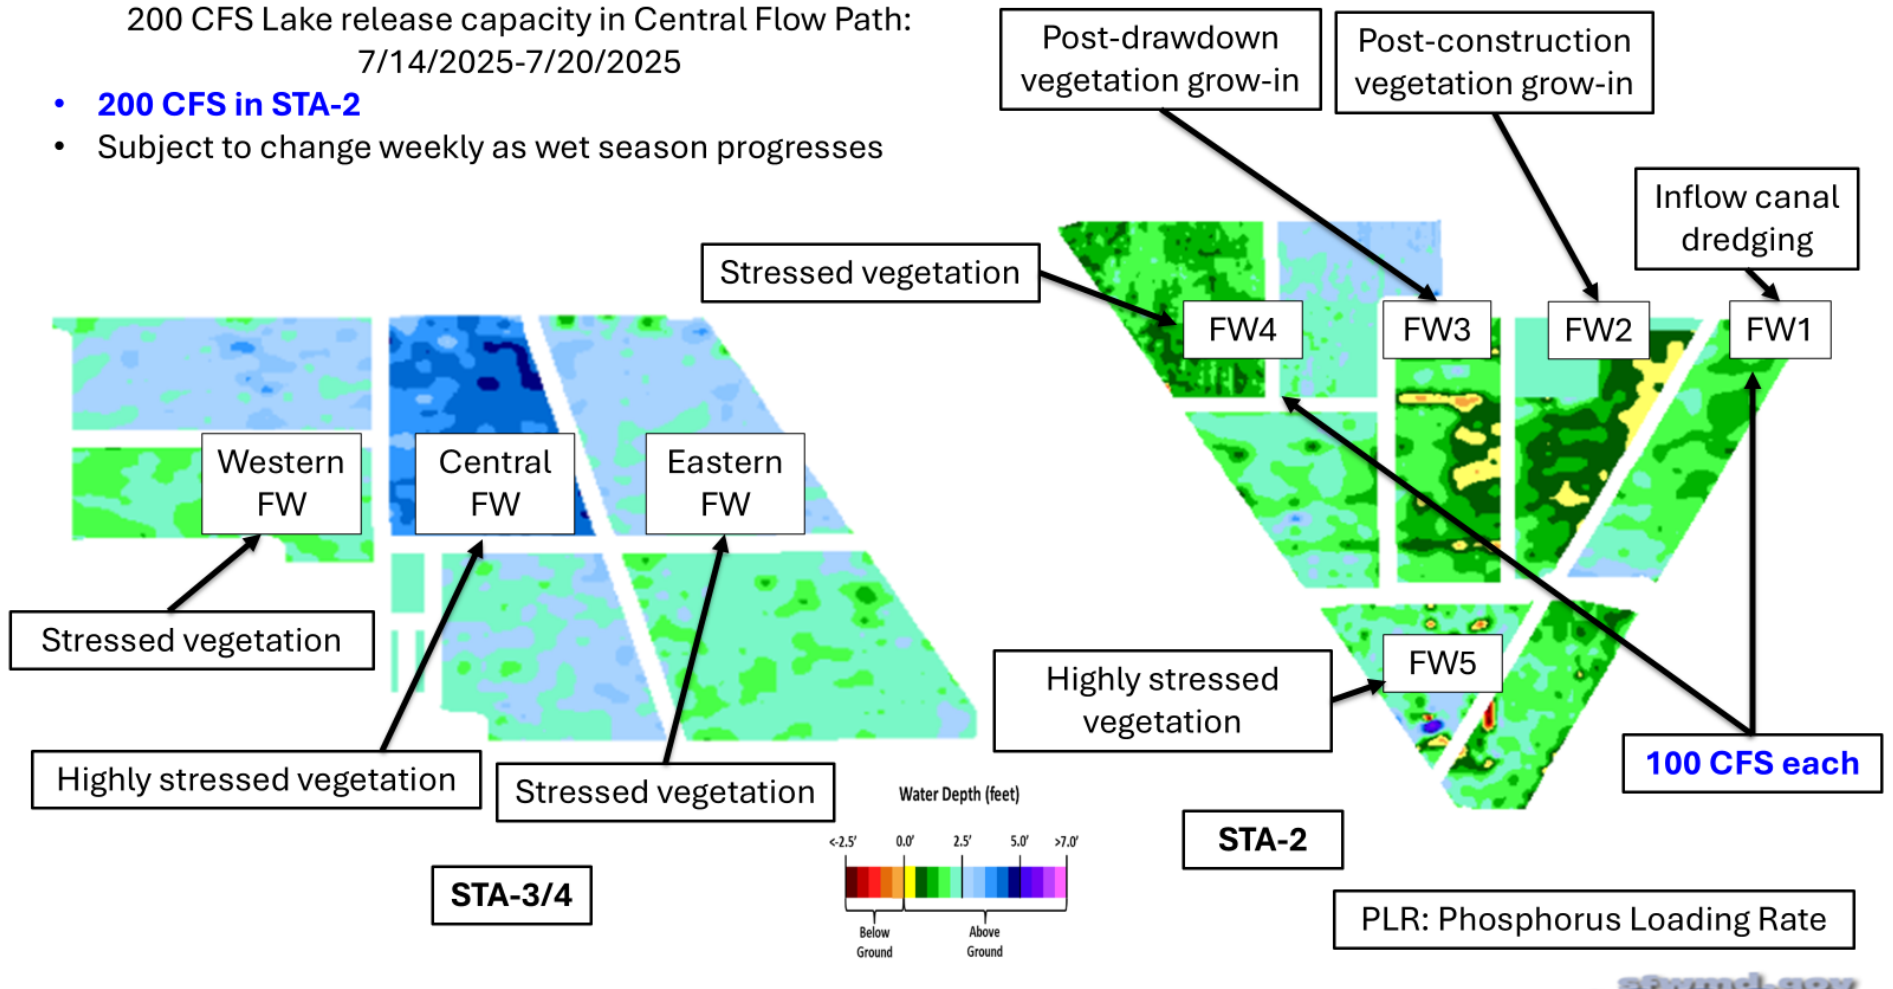 200 CFS Lake release capacity in Central Flow Path:
7/14/2025-7/20/2025
• 200 CFS in STA-2
• Subject to change weekly as wet season progresses
Post-drawdown
vegetation grow-in
Post-construction
vegetation grow-in
Inflow canal
dredging
Stressed vegetation
FW4
FW3
FW2
FW1
Western
FW
Central
FW
Eastern
FW
Stressed vegetation
Highly stressed vegetation
Stressed vegetation
Highly stressed
vegetation
FW5
100 CFS each
STA-3/4
STA-2
Water Depth (feet)
<-2.5' 0.0' 2.5' 5.0' >7.0'
Below
Ground
Above
Ground
PLR: Phosphorus Loading Rate
sfwmd.gov